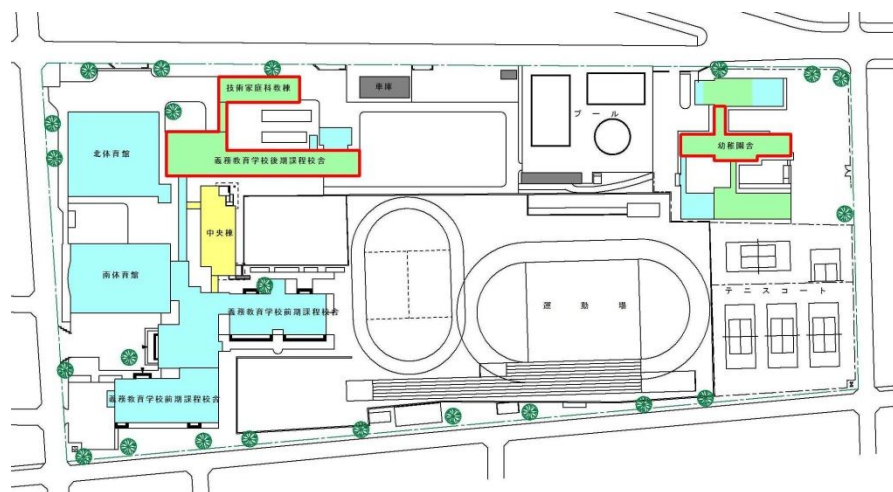 技術家庭科教棟
車庫
プール
北体育館
義務教育学校後期課程校舎
幼稚園舎
中央棟
南体育館
義務教育学校前期課程校舎
運動場
テニスコート
義務教育学校前期課程校舎